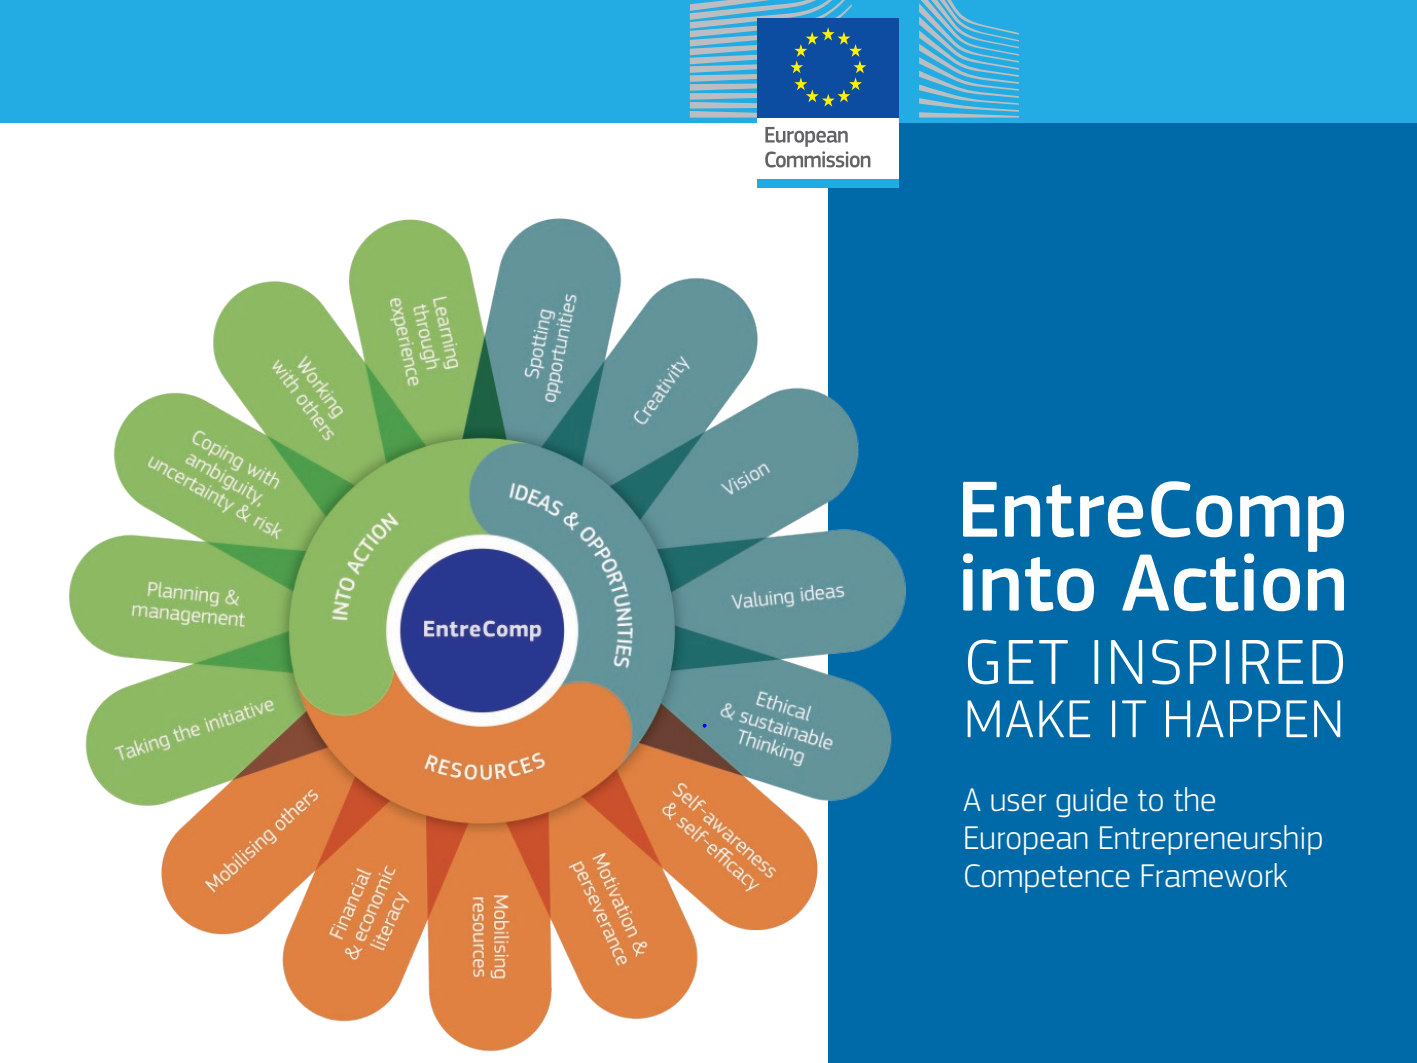 European
Commission
Learning
through
experience
Spotting
opportunities
Working
with others
Creativity
Coping with
ambiguity,
uncertainty & risk
Vision
INTO ACTION
IDEAS & OPPORTUNITIES
Planning &
management
EntreComp
Valuing ideas
Taking the initiative
Ethical
& sustainable
Thinking
RESOURCES
Mobilising others
Self-awareness
& self-efficacy
Financial
& economic
literacy
Mobilising
resources
Motivation &
perseverance
EntreComp
into Action
GET INSPIRED
MAKE IT HAPPEN
A user guide to the
European Entrepreneurship
Competence Framework